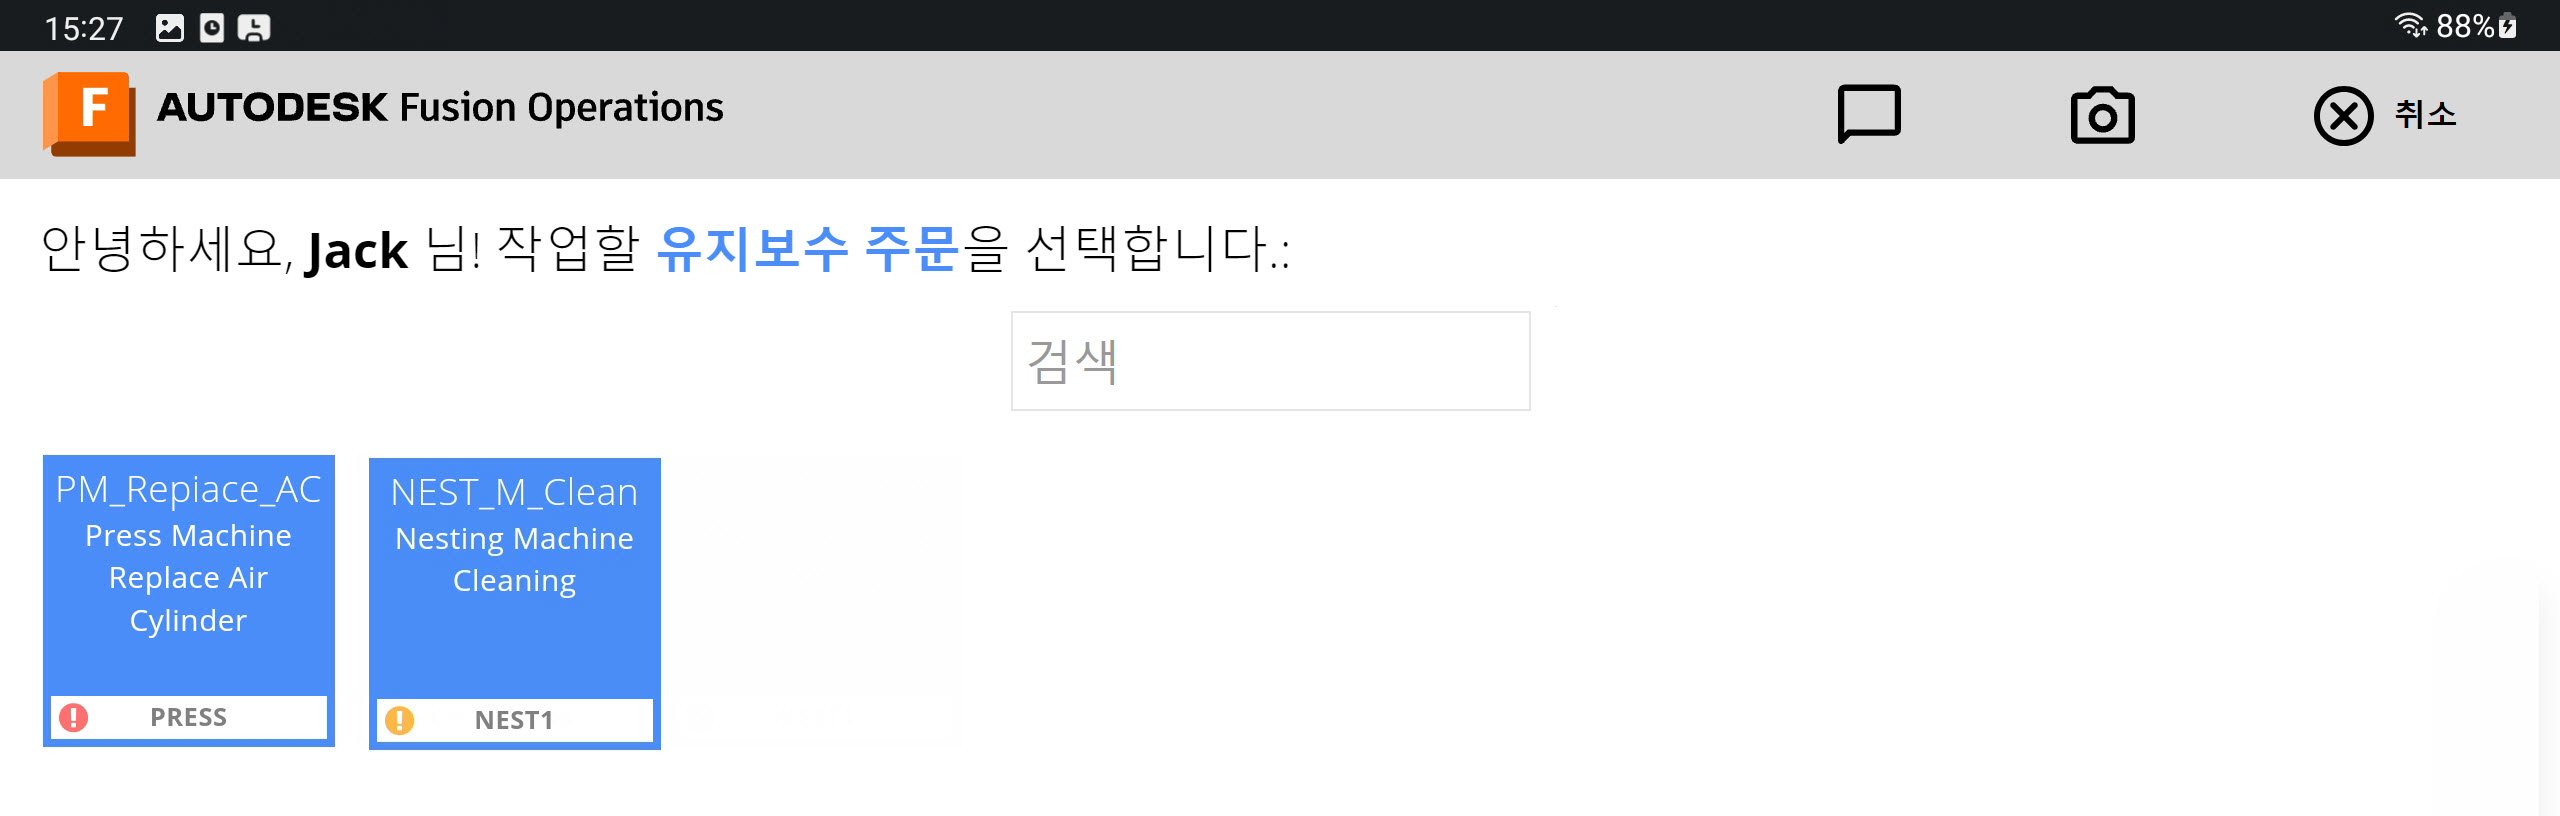 15:27
88%
F AUTODESK Fusion Operations
취소
안녕하세요, Jack 님! 작업할 유지보수 주문을 선택합니다.:
검색
PM_Repiace_AC
Press Machine
Replace Air
Cylinder
PRESS
NEST_M_Clean
Nesting Machine
Cleaning
NEST1